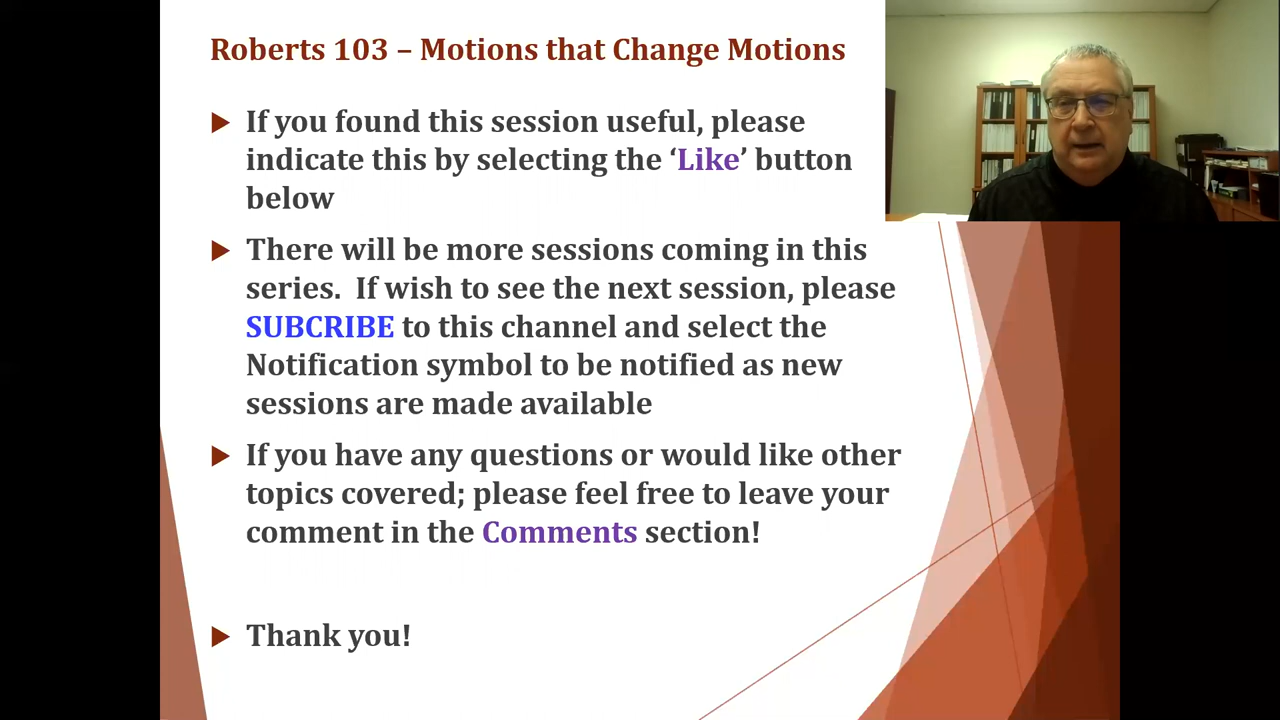 Roberts 103 – Motions that Change Motions
If you found this session useful, please
indicate this by selecting the ‘Like’ button
below
There will be more sessions coming in this
series.  If wish to see the next session, please
SUBCRIBE to this channel and select the
Notification symbol to be notified as new
sessions are made available
If you have any questions or would like other
topics covered; please feel free to leave your
comment in the Comments section!
Thank you!